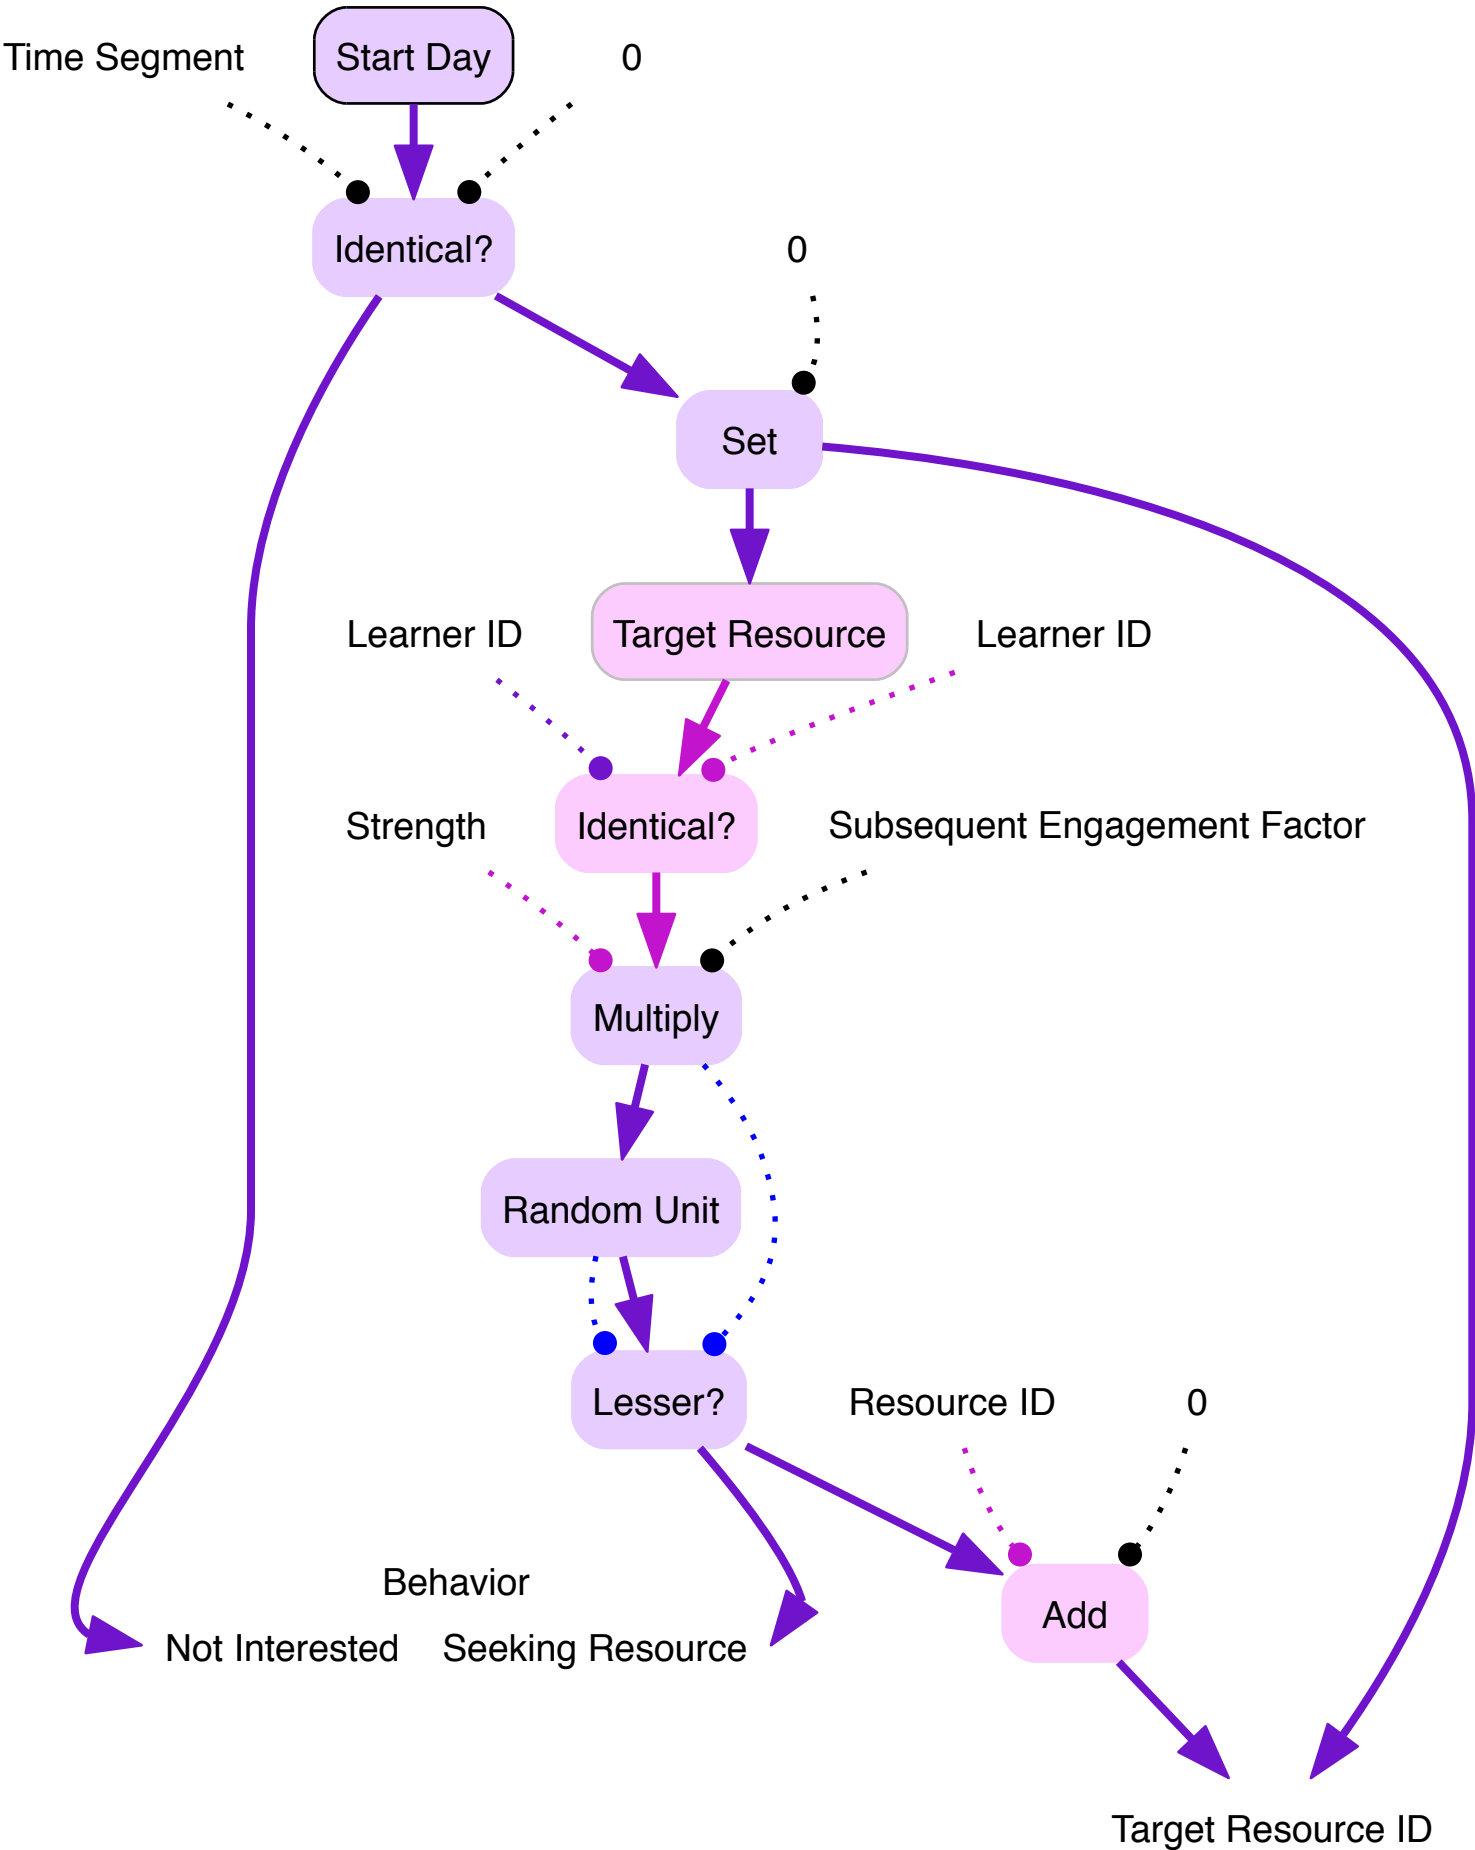 Time Segment
Start Day
0
Identical?
0
Set
Learner ID
Target Resource
Learner ID
Strength
Identical?
Subsequent Engagement Factor
Multiply
Random Unit
Lesser?
Resource ID
0
Behavior
Not Interested
Seeking Resource
Add
Target Resource ID